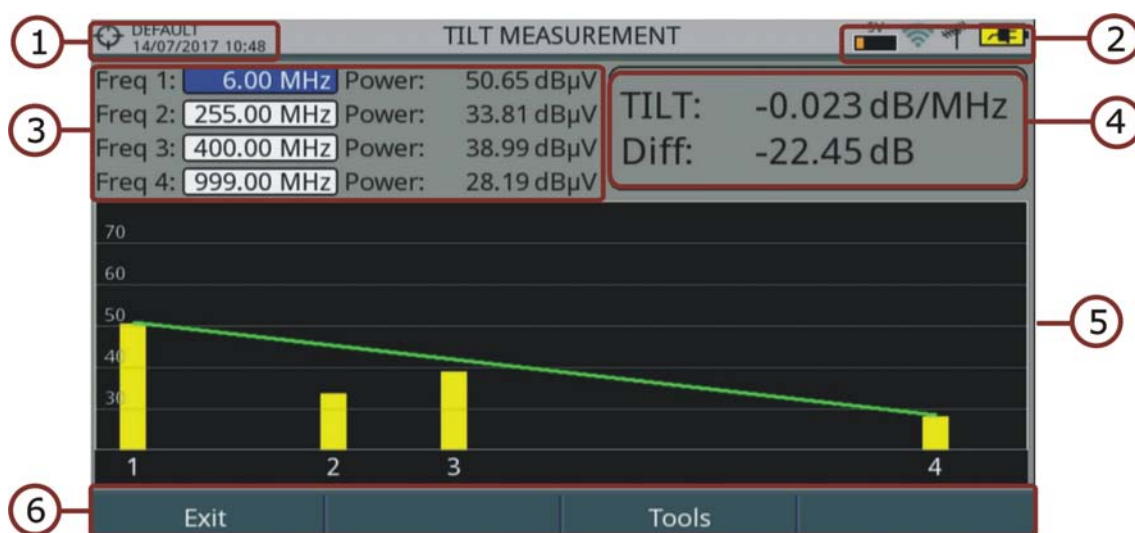 1
DEFAULT
14/07/2017 10:48
TILT MEASUREMENT
5V
2
3
Freq 1: 6.00 MHz Power: 50.65 dBμV
Freq 2: 255.00 MHz Power: 33.81 dBμV
Freq 3: 400.00 MHz Power: 38.99 dBμV
Freq 4: 999.00 MHz Power: 28.19 dBμV
TILT: -0.023 dB/MHz
Diff: -22.45 dB
4
70
60
50
40
30
5
1 2 3 4
6
Exit Tools